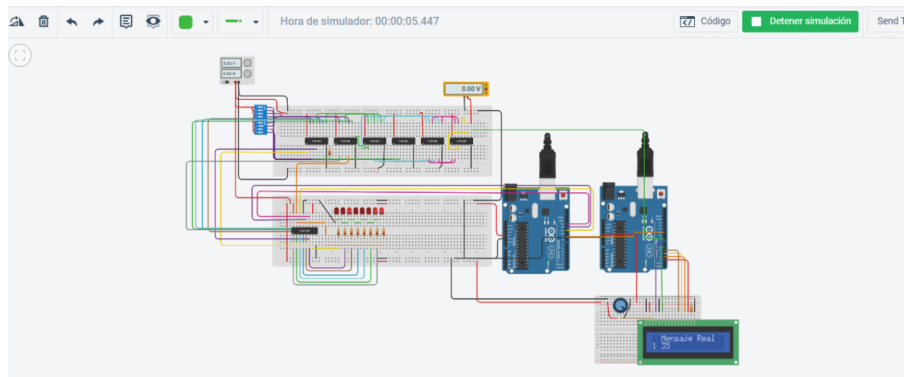 Hora de simulador: 00:00:05.447
Código
Detener simulación
Send T
0.00 V
Mensaje Real
1 35